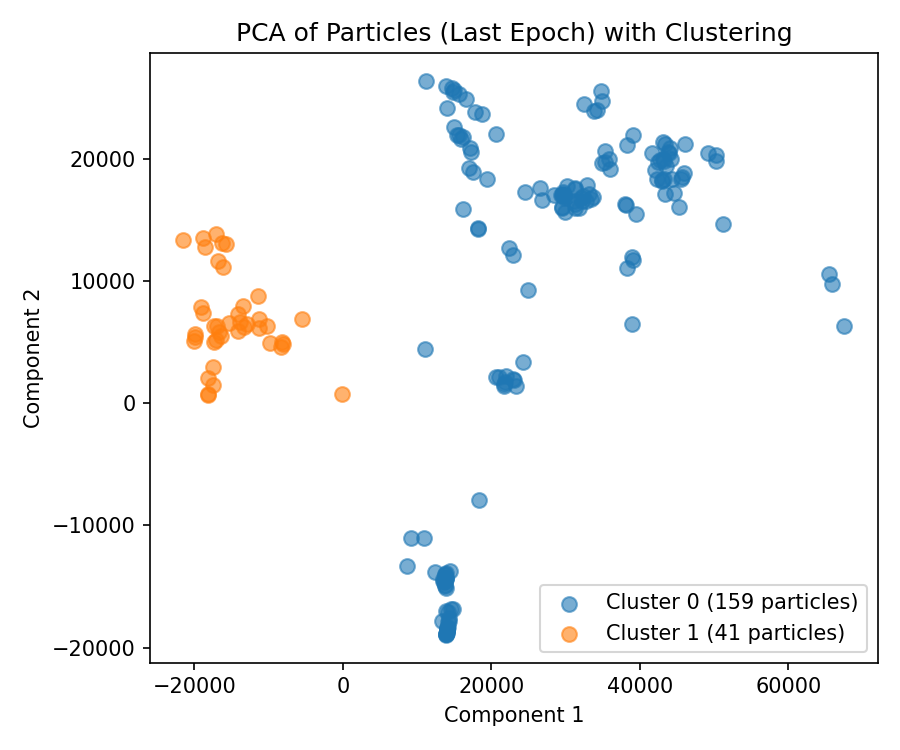 PCA of Particles (Last Epoch) with Clustering
Component 2
20000
10000
0
−10000
−20000
Cluster 0 (159 particles)
Cluster 1 (41 particles)
−20000 0 20000 40000 60000
Component 1